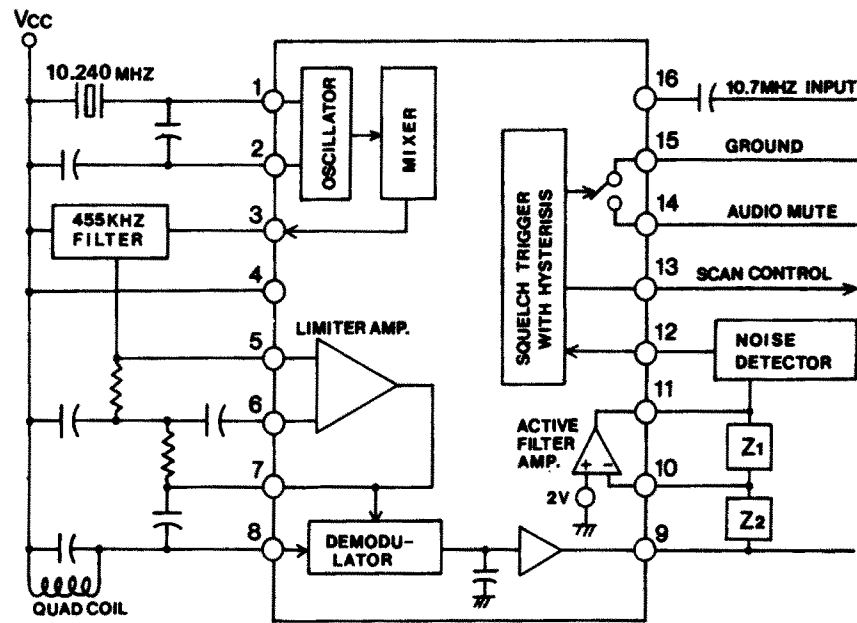 Vcc
10.240 MHZ
1
2
3
4
5
6
7
8
455KHZ
FILTER
QUAD COIL
OSCILLATOR
MIXER
LIMITER AMP.
DEMODU-
LATOR
SQUELCH TRIGGER
WITH HYSTERISIS
ACTIVE
FILTER
AMP.
+
-
2V
16
15
14
13
12
11
10
9
10.7MHZ INPUT
GROUND
AUDIO MUTE
SCAN CONTROL
NOISE
DETECTOR
Z1
Z2